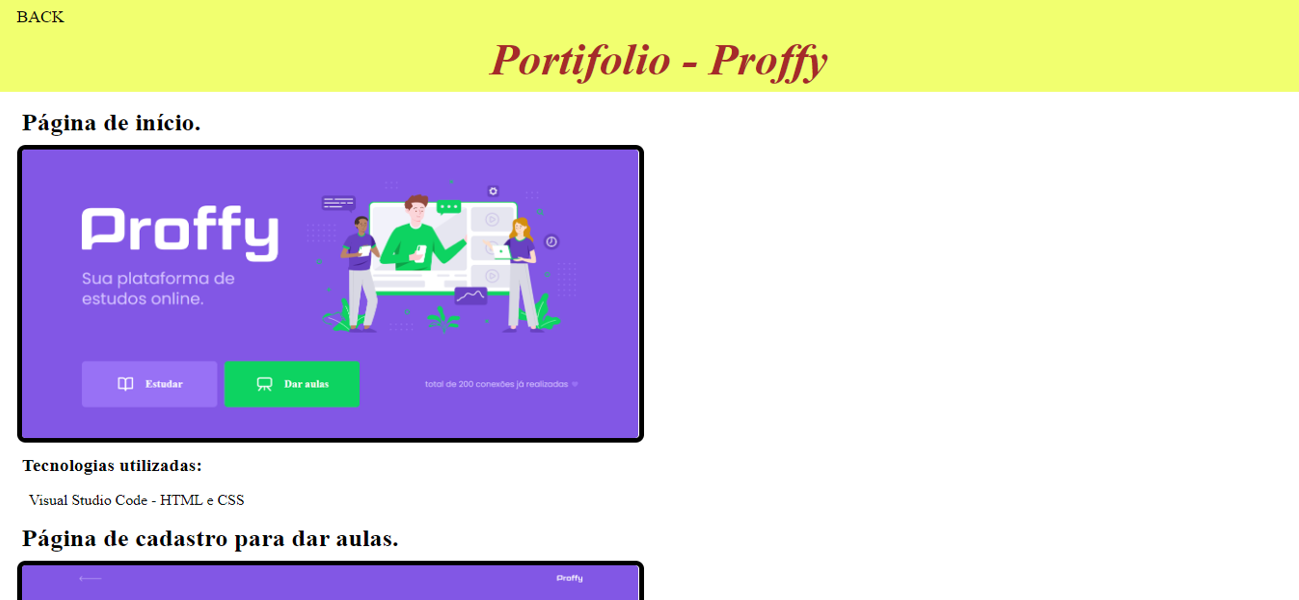 BACK
Portifolio - Proffy
Página de início.
Proffy
Sua plataforma de
estudos online.
Estudar
Dar aulas
total de 200 conexões já realizadas
Tecnologias utilizadas:
Visual Studio Code - HTML e CSS
Página de cadastro para dar aulas.
Proffy